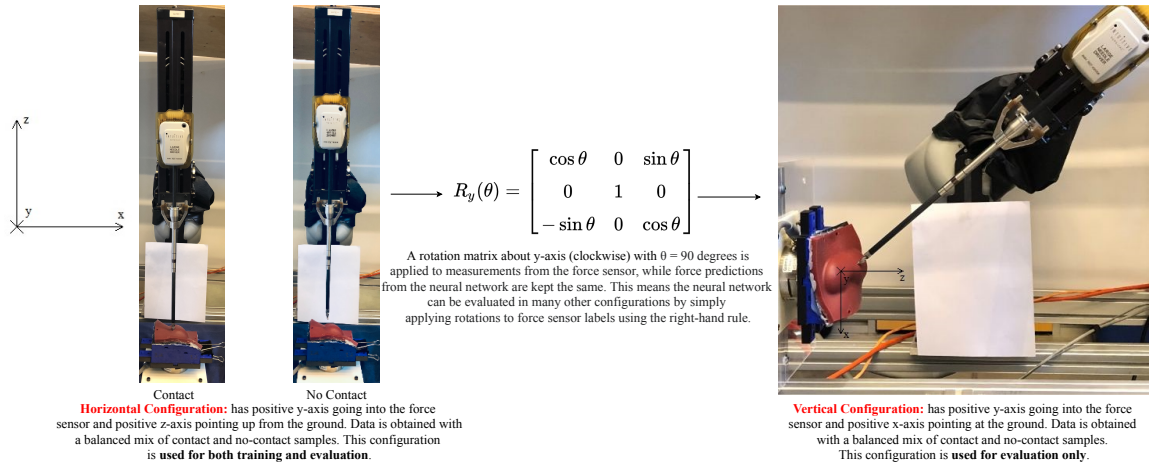 z
y
x
Contact
No Contact
Horizontal Configuration: has positive y-axis going into the force
sensor and positive z-axis pointing up from the ground. Data is obtained with
a balanced mix of contact and no-contact samples. This configuration
is used for both training and evaluation.
R_y(θ) = [ cos θ 0 sin θ
0 1 0
− sin θ 0 cos θ ]
A rotation matrix about y-axis (clockwise) with θ = 90 degrees is
applied to measurements from the force sensor, while force predictions
from the neural network are kept the same. This means the neural network
can be evaluated in many other configurations by simply
applying rotations to force sensor labels using the right-hand rule.
LARGE
NEEDLE
DRIVER
y
z
x
Vertical Configuration: has positive y-axis going into the force
sensor and positive x-axis pointing at the ground. Data is obtained
with a balanced mix of contact and no-contact samples.
This configuration is used for evaluation only.